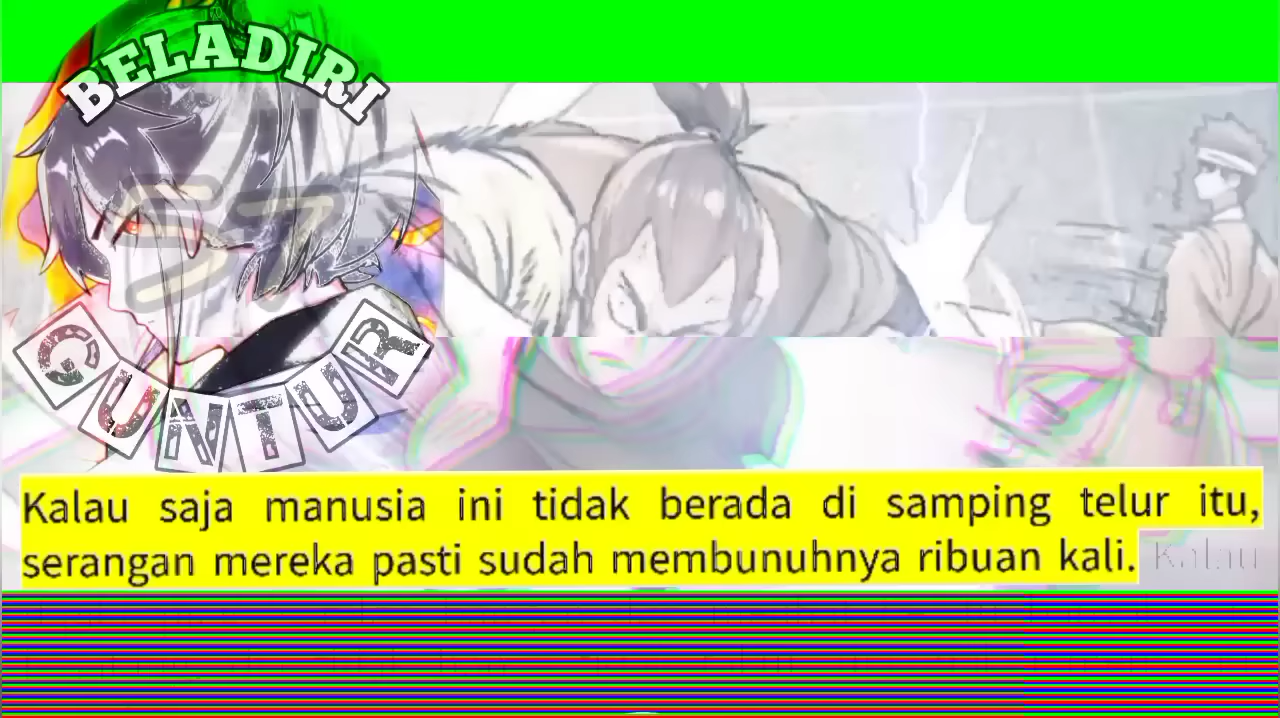 BELADIRI
57
GUNTUR
Kalau saja manusia ini tidak berada di samping telur itu,
serangan mereka pasti sudah membunuhnya ribuan kali. Kalau